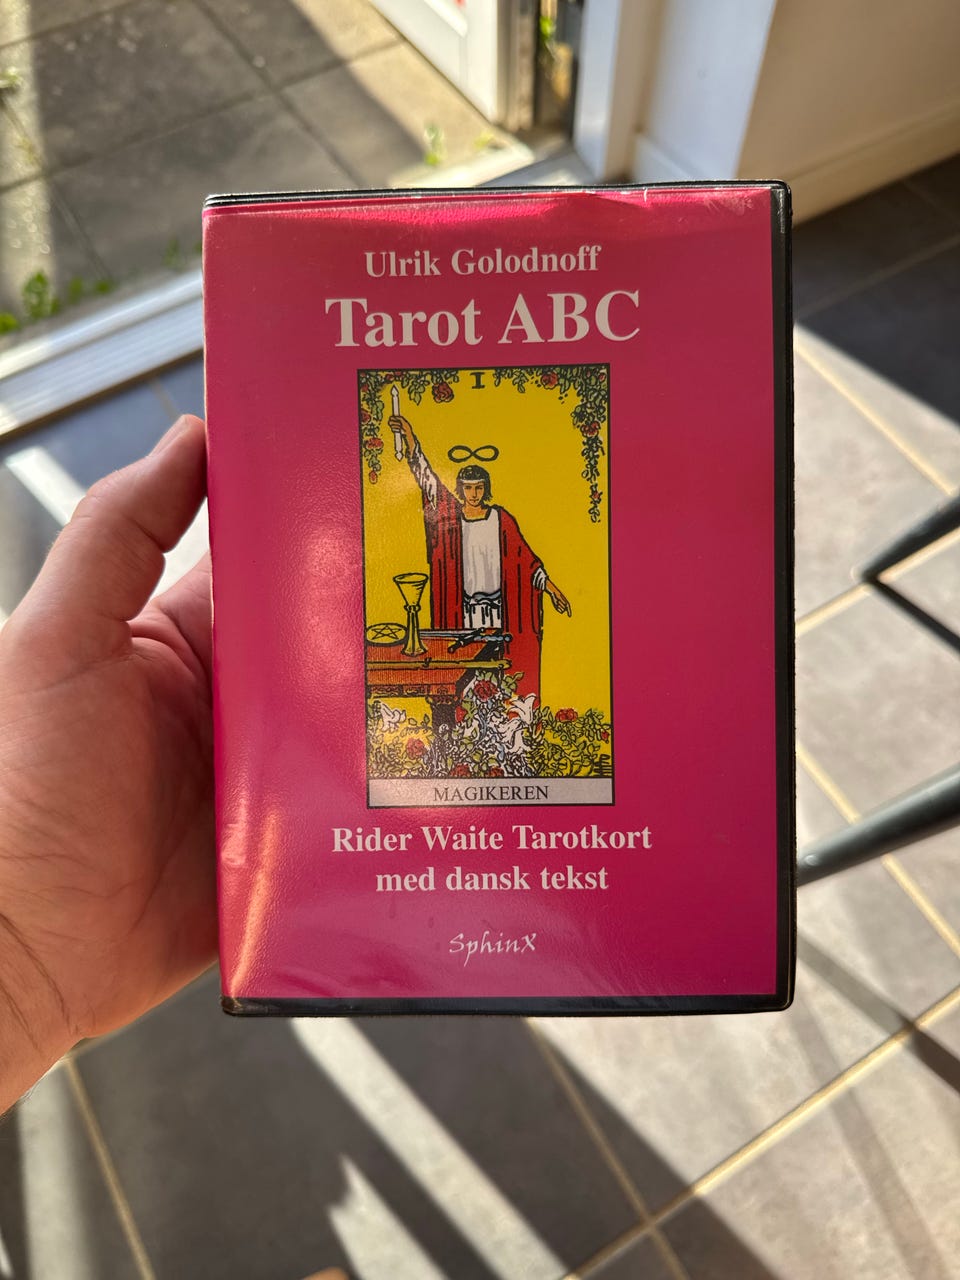 Ulrik Golodnoff
Tarot ABC
I
MAGIKEREN
Rider Waite Tarotkort
med dansk tekst
SphinX